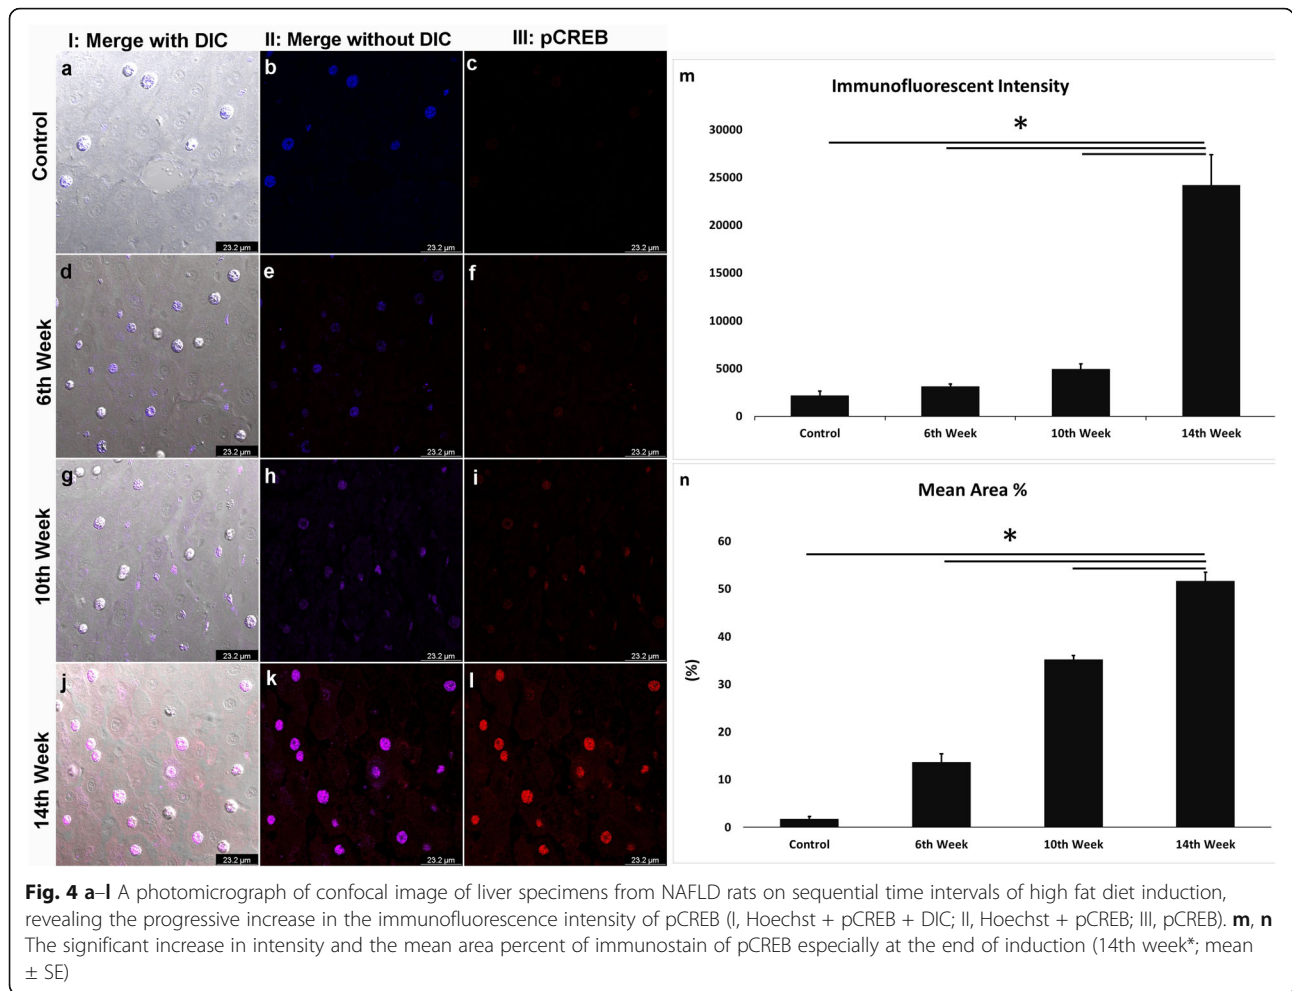 I: Merge with DIC II: Merge without DIC III: pCREB
Control
a b c
23.2 µm 23.2 µm 23.2 µm
6th Week
d e f
23.2 µm 23.2 µm 23.2 µm
10th Week
g h i
23.2 µm 23.2 µm 23.2 µm
14th Week
j k l
23.2 µm 23.2 µm 23.2 µm
m
Immunofluorescent Intensity
30000
25000
20000
15000
10000
5000
0
*
Control 6th Week 10th Week 14th Week
n
Mean Area %
60
50
40
30
20
10
0
(%)
*
Control 6th Week 10th Week 14th Week
Fig. 4 a–l A photomicrograph of confocal image of liver specimens from NAFLD rats on sequential time intervals of high fat diet induction,
revealing the progressive increase in the immunofluorescence intensity of pCREB (I, Hoechst + pCREB + DIC; II, Hoechst + pCREB; III, pCREB). m, n
The significant increase in intensity and the mean area percent of immunostain of pCREB especially at the end of induction (14th week*; mean
± SE)